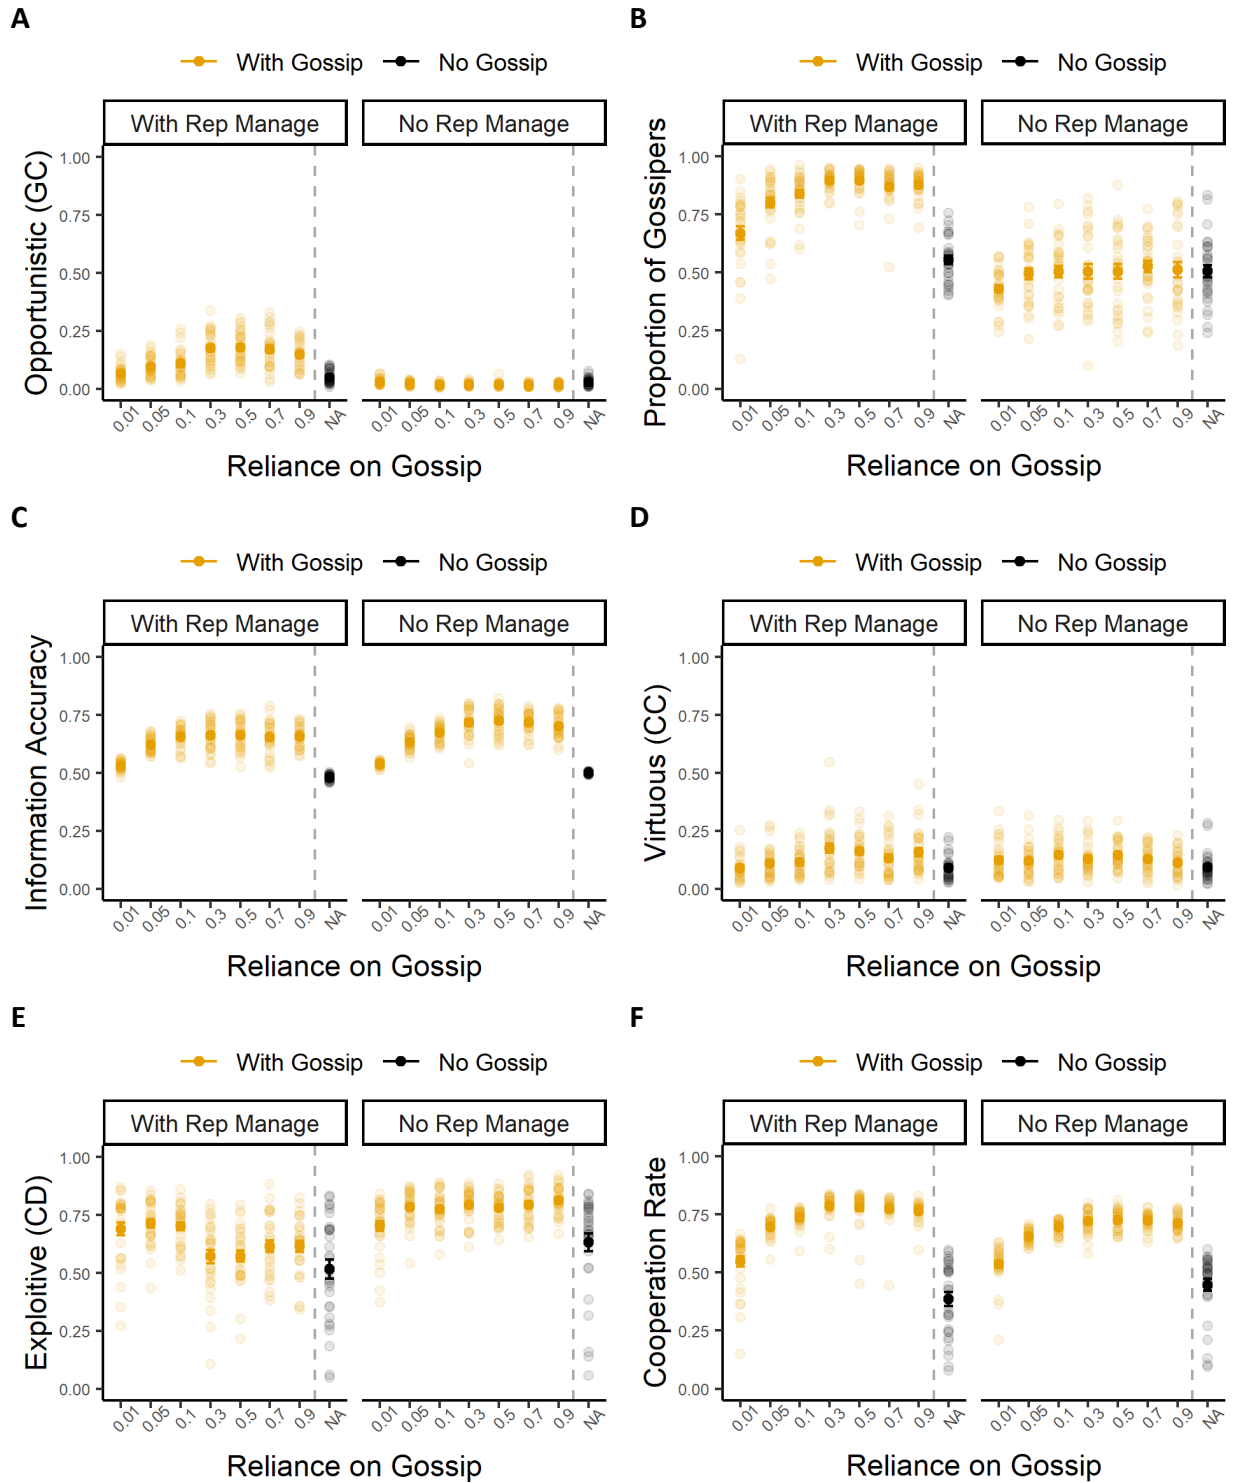 A
With Gossip No Gossip
With Rep Manage No Rep Manage
Opportunistic (GC)
1.00
0.75
0.50
0.25
0.00
0.01 0.05 0.1 0.3 0.5 0.7 0.9 NA 0.01 0.05 0.1 0.3 0.5 0.7 0.9 NA
Reliance on Gossip
B
With Gossip No Gossip
With Rep Manage No Rep Manage
Proportion of Gossipers
1.00
0.75
0.50
0.25
0.00
0.01 0.05 0.1 0.3 0.5 0.7 0.9 NA 0.01 0.05 0.1 0.3 0.5 0.7 0.9 NA
Reliance on Gossip
C
With Gossip No Gossip
With Rep Manage No Rep Manage
Information Accuracy
1.00
0.75
0.50
0.25
0.00
0.01 0.05 0.1 0.3 0.5 0.7 0.9 NA 0.01 0.05 0.1 0.3 0.5 0.7 0.9 NA
Reliance on Gossip
D
With Gossip No Gossip
With Rep Manage No Rep Manage
Virtuous (CC)
1.00
0.75
0.50
0.25
0.00
0.01 0.05 0.1 0.3 0.5 0.7 0.9 NA 0.01 0.05 0.1 0.3 0.5 0.7 0.9 NA
Reliance on Gossip
E
With Gossip No Gossip
With Rep Manage No Rep Manage
Exploitive (CD)
1.00
0.75
0.50
0.25
0.00
0.01 0.05 0.1 0.3 0.5 0.7 0.9 NA 0.01 0.05 0.1 0.3 0.5 0.7 0.9 NA
Reliance on Gossip
F
With Gossip No Gossip
With Rep Manage No Rep Manage
Cooperation Rate
1.00
0.75
0.50
0.25
0.00
0.01 0.05 0.1 0.3 0.5 0.7 0.9 NA 0.01 0.05 0.1 0.3 0.5 0.7 0.9 NA
Reliance on Gossip